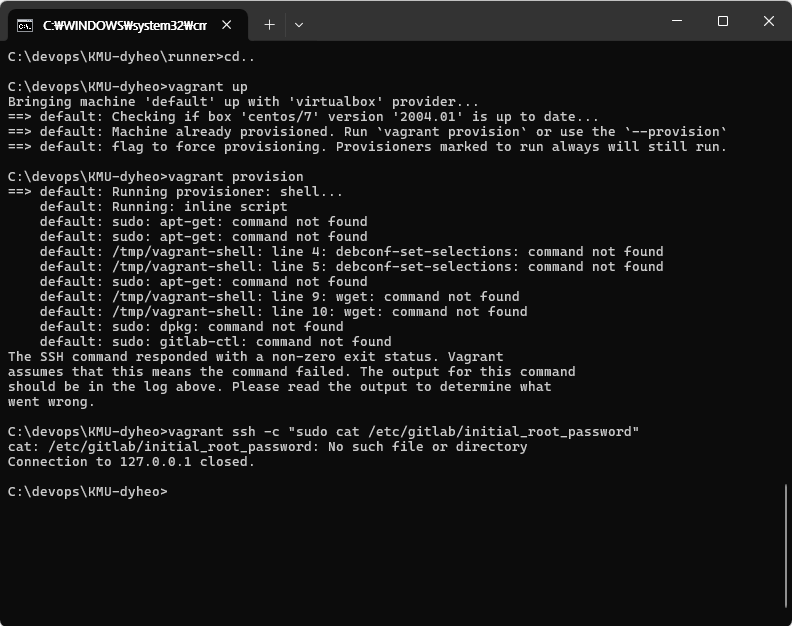 C:\WINDOWS\system32\cm
C:\devops\KMU-dyheo\runner>cd..
C:\devops\KMU-dyheo>vagrant up
Bringing machine 'default' up with 'virtualbox' provider...
==> default: Checking if box 'centos/7' version '2004.01' is up to date...
==> default: Machine already provisioned. Run `vagrant provision` or use the `--provision`
==> default: flag to force provisioning. Provisioners marked to run always will still run.
C:\devops\KMU-dyheo>vagrant provision
==> default: Running provisioner: shell...
    default: Running: inline script
    default: sudo: apt-get: command not found
    default: sudo: apt-get: command not found
    default: /tmp/vagrant-shell: line 4: debconf-set-selections: command not found
    default: /tmp/vagrant-shell: line 5: debconf-set-selections: command not found
    default: sudo: apt-get: command not found
    default: /tmp/vagrant-shell: line 9: wget: command not found
    default: /tmp/vagrant-shell: line 10: wget: command not found
    default: sudo: dpkg: command not found
    default: sudo: gitlab-ctl: command not found
The SSH command responded with a non-zero exit status. Vagrant
assumes that this means the command failed. The output for this command
should be in the log above. Please read the output to determine what
went wrong.
C:\devops\KMU-dyheo>vagrant ssh -c "sudo cat /etc/gitlab/initial_root_password"
cat: /etc/gitlab/initial_root_password: No such file or directory
Connection to 127.0.0.1 closed.
C:\devops\KMU-dyheo>